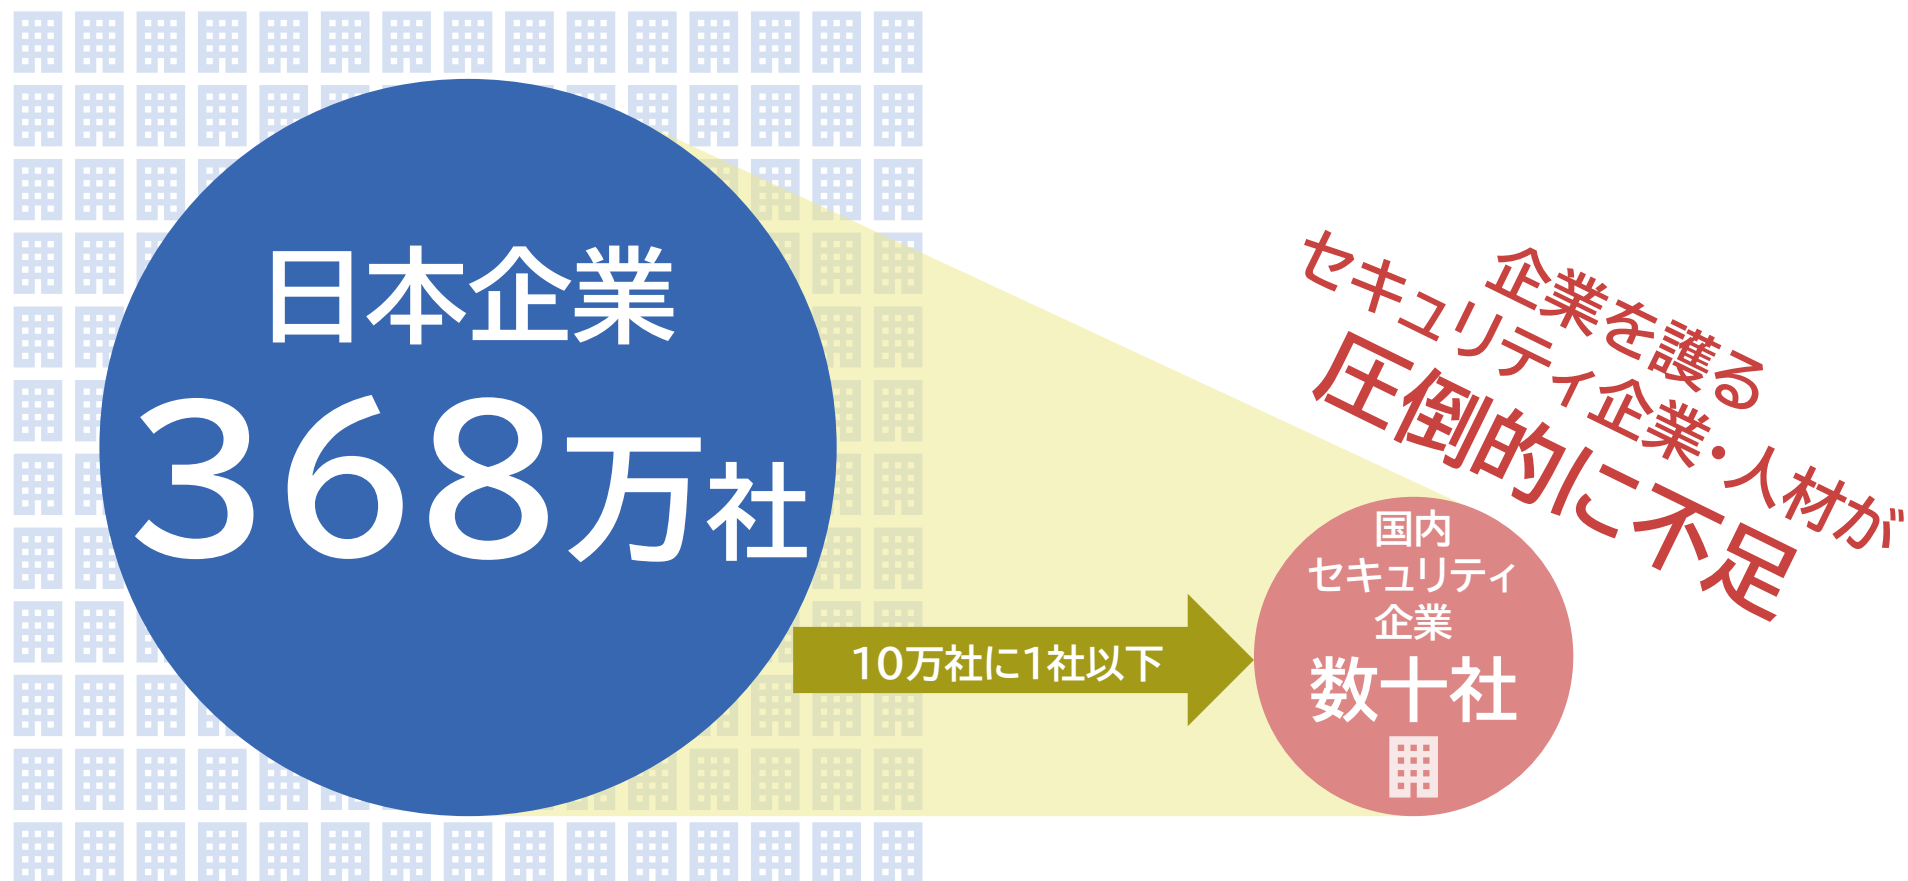 日本企業
368万社
10万社に1社以下
企業を護る
セキュリティ企業・人材が
圧倒的に不足
国内
セキュリティ
企業
数十社